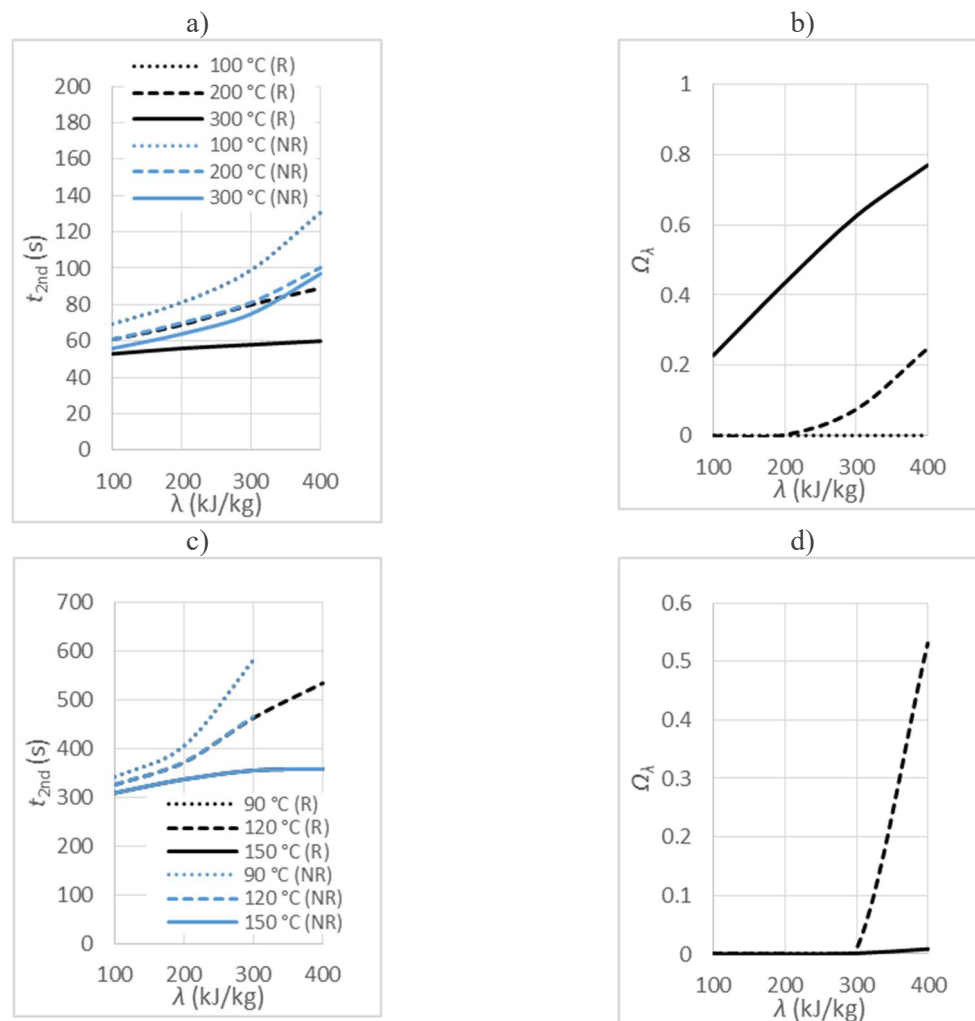 a)
100 °C (R)
200 °C (R)
300 °C (R)
100 °C (NR)
200 °C (NR)
300 °C (NR)
200
180
160
140
120
100
80
60
40
20
0
t2nd (s)
100 200 300 400
λ (kJ/kg)
b)
1
0.8
0.6
0.4
0.2
0
Ωλ
100 200 300 400
λ (kJ/kg)
c)
700
600
500
400
300
200
100
0
t2nd (s)
90 °C (R)
120 °C (R)
150 °C (R)
90 °C (NR)
120 °C (NR)
150 °C (NR)
100 200 300 400
λ (kJ/kg)
d)
0.6
0.5
0.4
0.3
0.2
0.1
0
Ωλ
100 200 300 400
λ (kJ/kg)